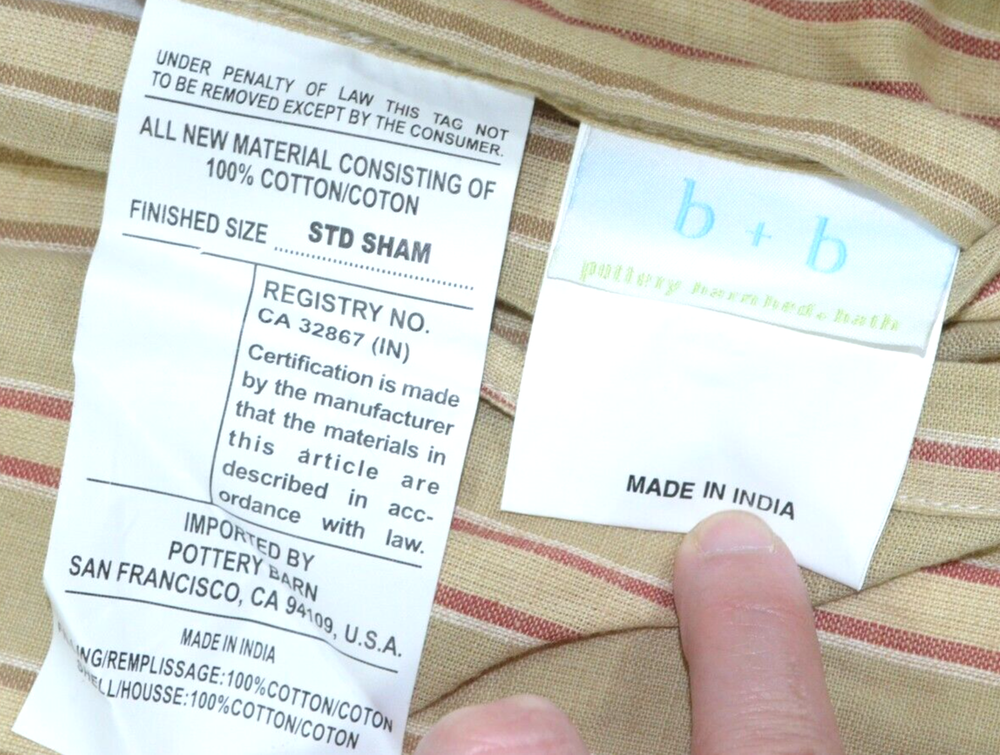 UNDER PENALTY OF LAW THIS TAG NOT
TO BE REMOVED EXCEPT BY THE CONSUMER.
ALL NEW MATERIAL CONSISTING OF
100% COTTON/COTON
FINISHED SIZE STD SHAM
REGISTRY NO.
CA 32867 (IN)
Certification is made
by the manufacturer
that the materials in
this article are
described in acc-
ordance with law.
IMPORTED BY
POTTERY BARN
SAN FRANCISCO, CA 94109, U.S.A.
MADE IN INDIA
NG/REMPLISSAGE:100%COTTON/COTON
ELL/HOUSSE:100%COTTON/COTON
b + b
pottery barn bed + bath
MADE IN INDIA